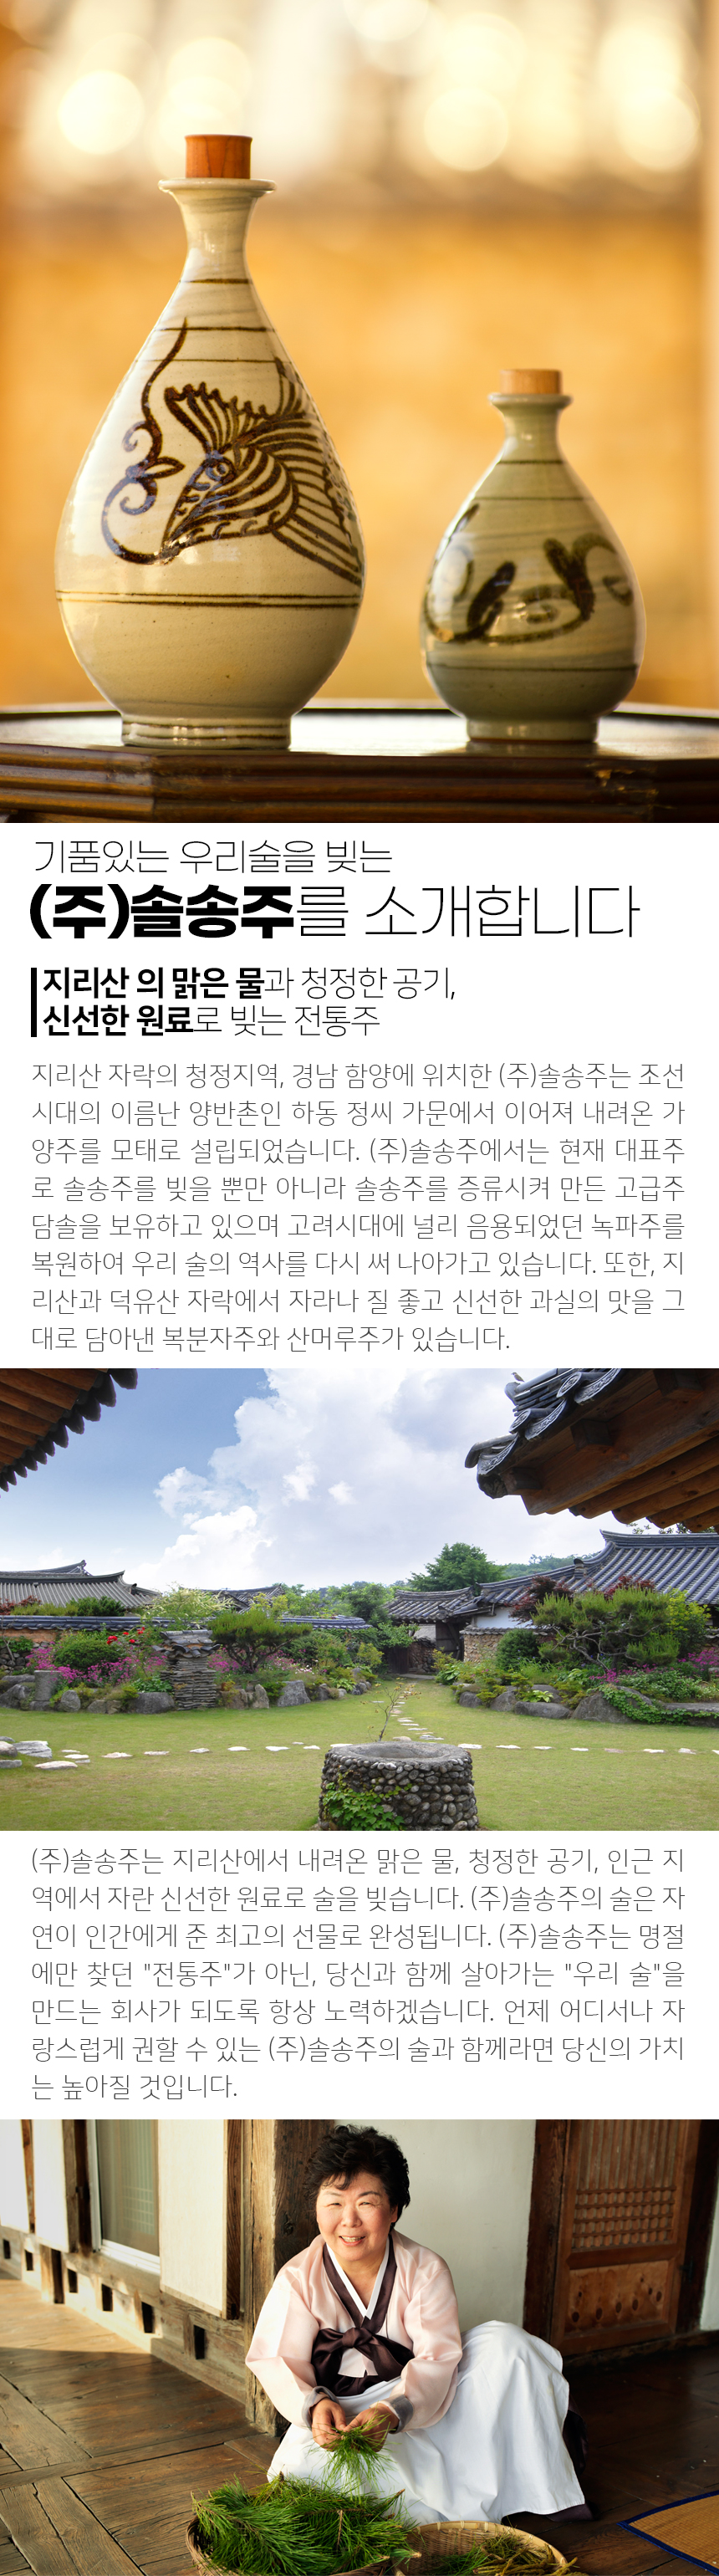 기품있는 우리술을 빚는
(주)솔송주를 소개합니다
지리산 의 맑은 물과 청정한 공기,
신선한 원료로 빚는 전통주
지리산 자락의 청정지역, 경남 함양에 위치한 (주)솔송주는 조선
시대의 이름난 양반촌인 하동 정씨 가문에서 이어져 내려온 가
양주를 모태로 설립되었습니다. (주)솔송주에서는 현재 대표주
로 솔송주를 빚을 뿐만 아니라 솔송주를 증류시켜 만든 고급주
담솔을 보유하고 있으며 고려시대에 널리 음용되었던 녹파주를
복원하여 우리 술의 역사를 다시 써 나아가고 있습니다. 또한, 지
리산과 덕유산 자락에서 자라나 질 좋고 신선한 과실의 맛을 그
대로 담아낸 복분자주와 산머루주가 있습니다.
(주)솔송주는 지리산에서 내려온 맑은 물, 청정한 공기, 인근 지
역에서 자란 신선한 원료로 술을 빚습니다. (주)솔송주의 술은 자
연이 인간에게 준 최고의 선물로 완성됩니다. (주)솔송주는 명절
에만 찾던 "전통주"가 아닌, 당신과 함께 살아가는 "우리 술"을
만드는 회사가 되도록 항상 노력하겠습니다. 언제 어디서나 자
랑스럽게 권할 수 있는 (주)솔송주의 술과 함께라면 당신의 가치
는 높아질 것입니다.